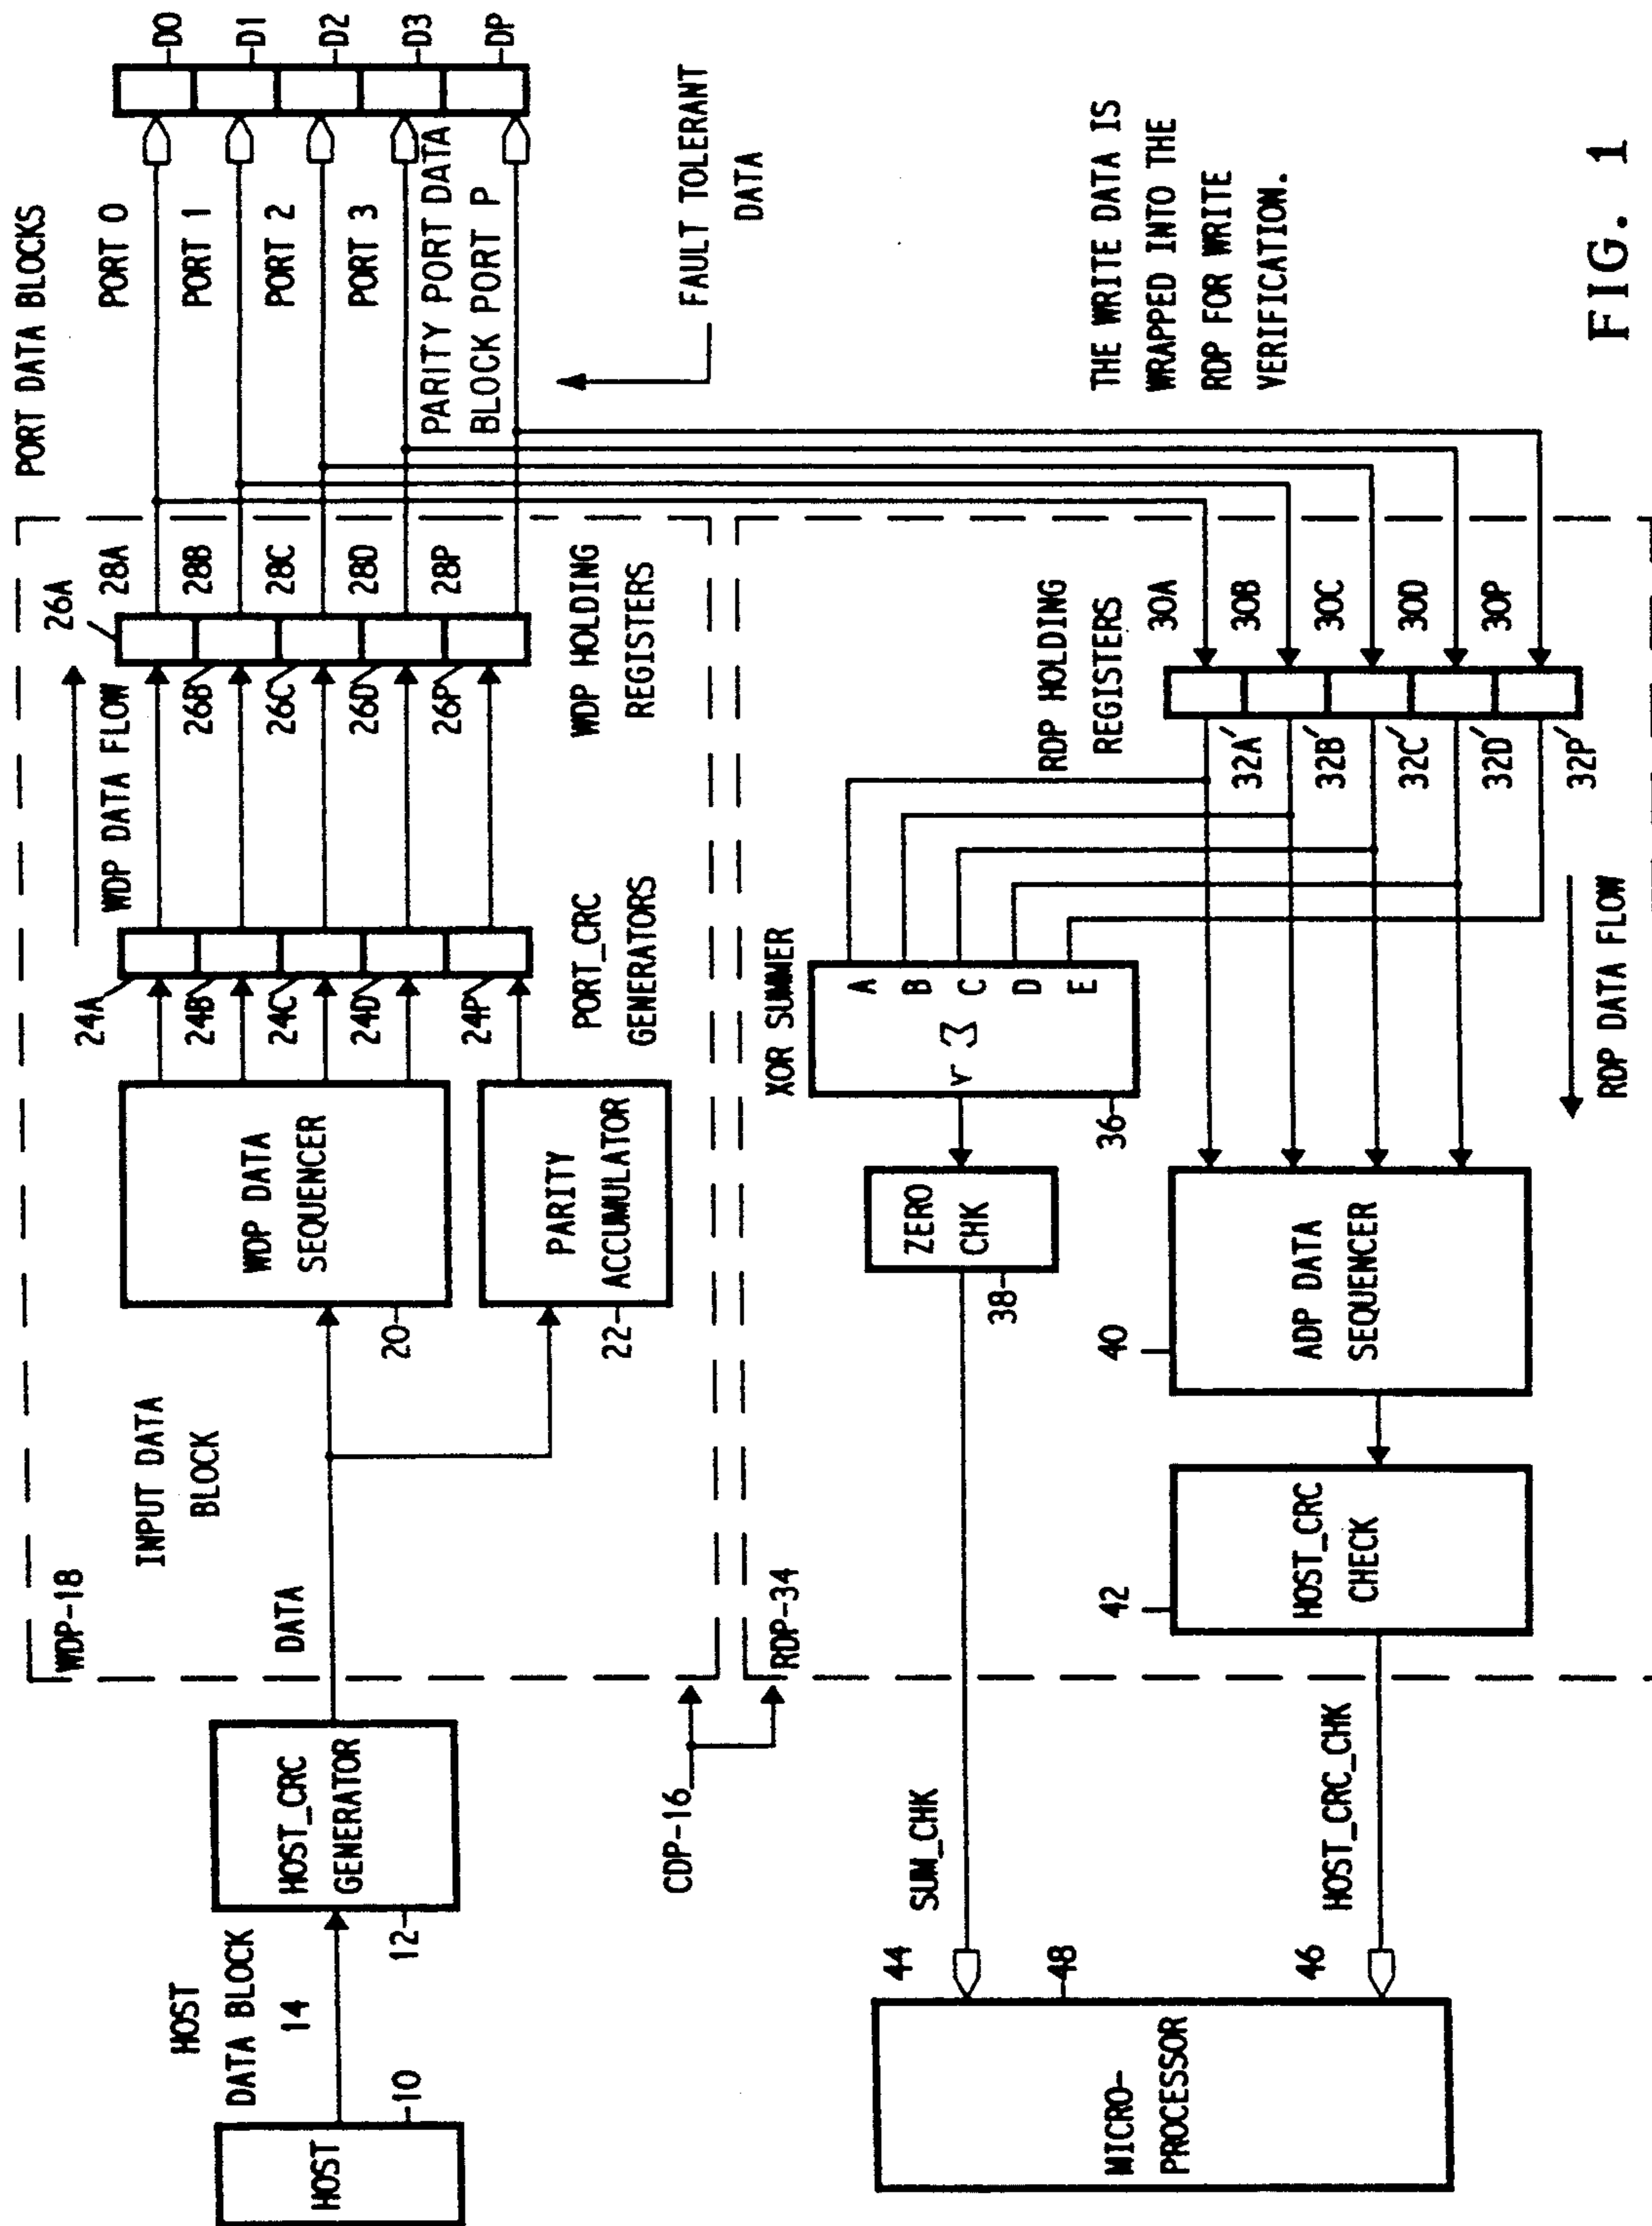 PORT DATA BLOCKS
WDP-18
INPUT DATA
BLOCK
HOST
DATA BLOCK
14
HOST
10
HOST_CRC
GENERATOR
12
DATA
WDP DATA
SEQUENCER
20
PARITY
ACCUMULATOR
22
24A
24B
24C
24D
24P
PORT_CRC
GENERATORS
WDP DATA FLOW
26A
26B
26C
26D
26P
WDP HOLDING
REGISTERS
28A
28B
28C
28D
28P
PORT 0
PORT 1
PORT 2
PORT 3
PARITY PORT DATA
BLOCK PORT P
D0
D1
D2
D3
DP
FAULT TOLERANT
DATA
CDP-16
RDP-34
XOR SUMMER
A
B
C
D
E
v Σ
36
ZERO
CHK
38
RDP HOLDING
REGISTERS
30A
30B
30C
30D
30P
32A
32B
32C
32D
32P
THE WRITE DATA IS
WRAPPED INTO THE
RDP FOR WRITE
VERIFICATION.
SUM_CHK
44
48
46
MICRO-
PROCESSOR
HOST_CRC_CHK
42
HOST_CRC
CHECK
40
ADP DATA
SEQUENCER
RDP DATA FLOW
FIG. 1